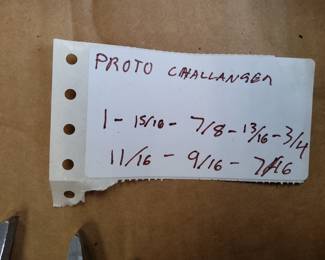 PROTO CHALLANGER
1 - 15/16 - 7/8 - 13/16 - 3/4
11/16 - 9/16 - 7/16